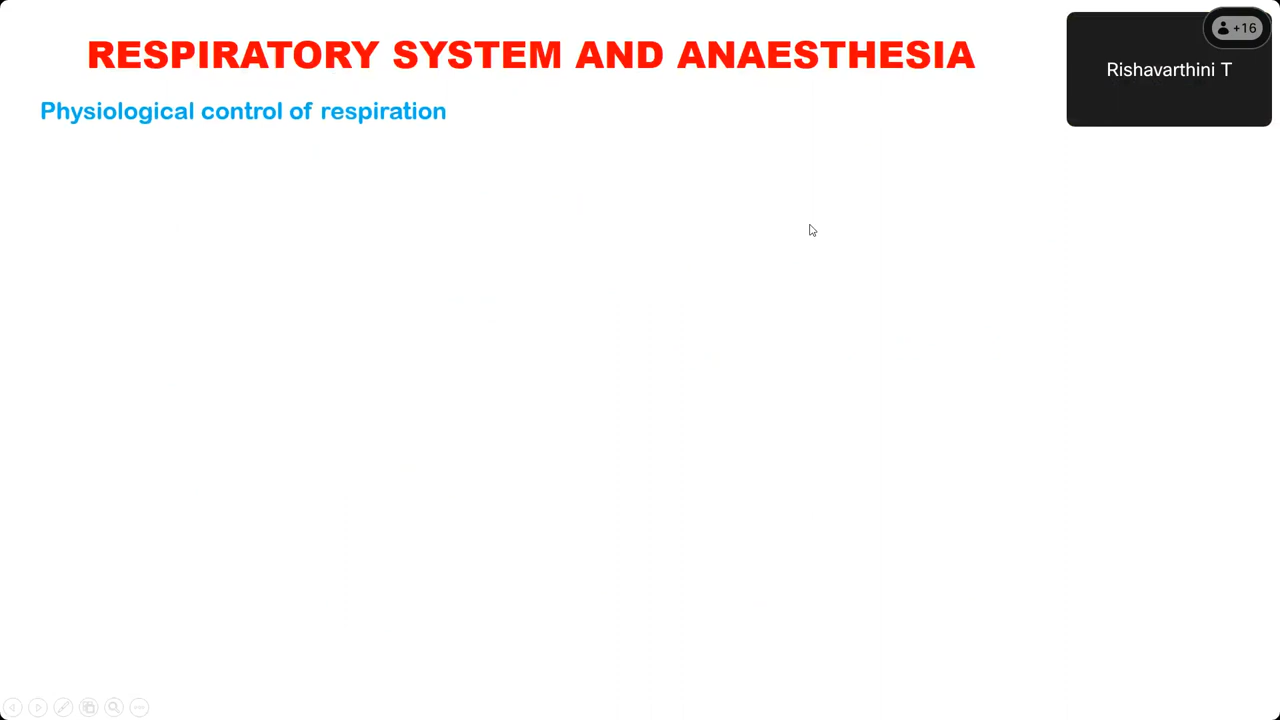 RESPIRATORY SYSTEM AND ANAESTHESIA
+16
Rishavarthini T
Physiological control of respiration